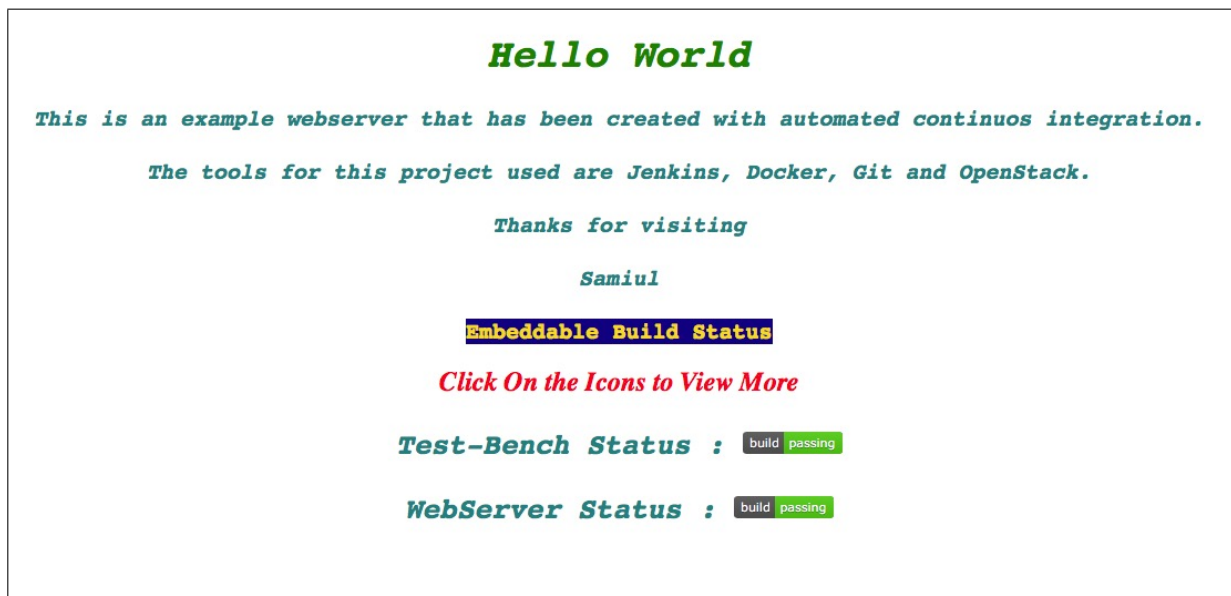 Hello World
This is an example webserver that has been created with automated continuos integration.
The tools for this project used are Jenkins, Docker, Git and OpenStack.
Thanks for visiting
Samiul
Embeddable Build Status
Click On the Icons to View More
Test-Bench Status : build passing
WebServer Status : build passing